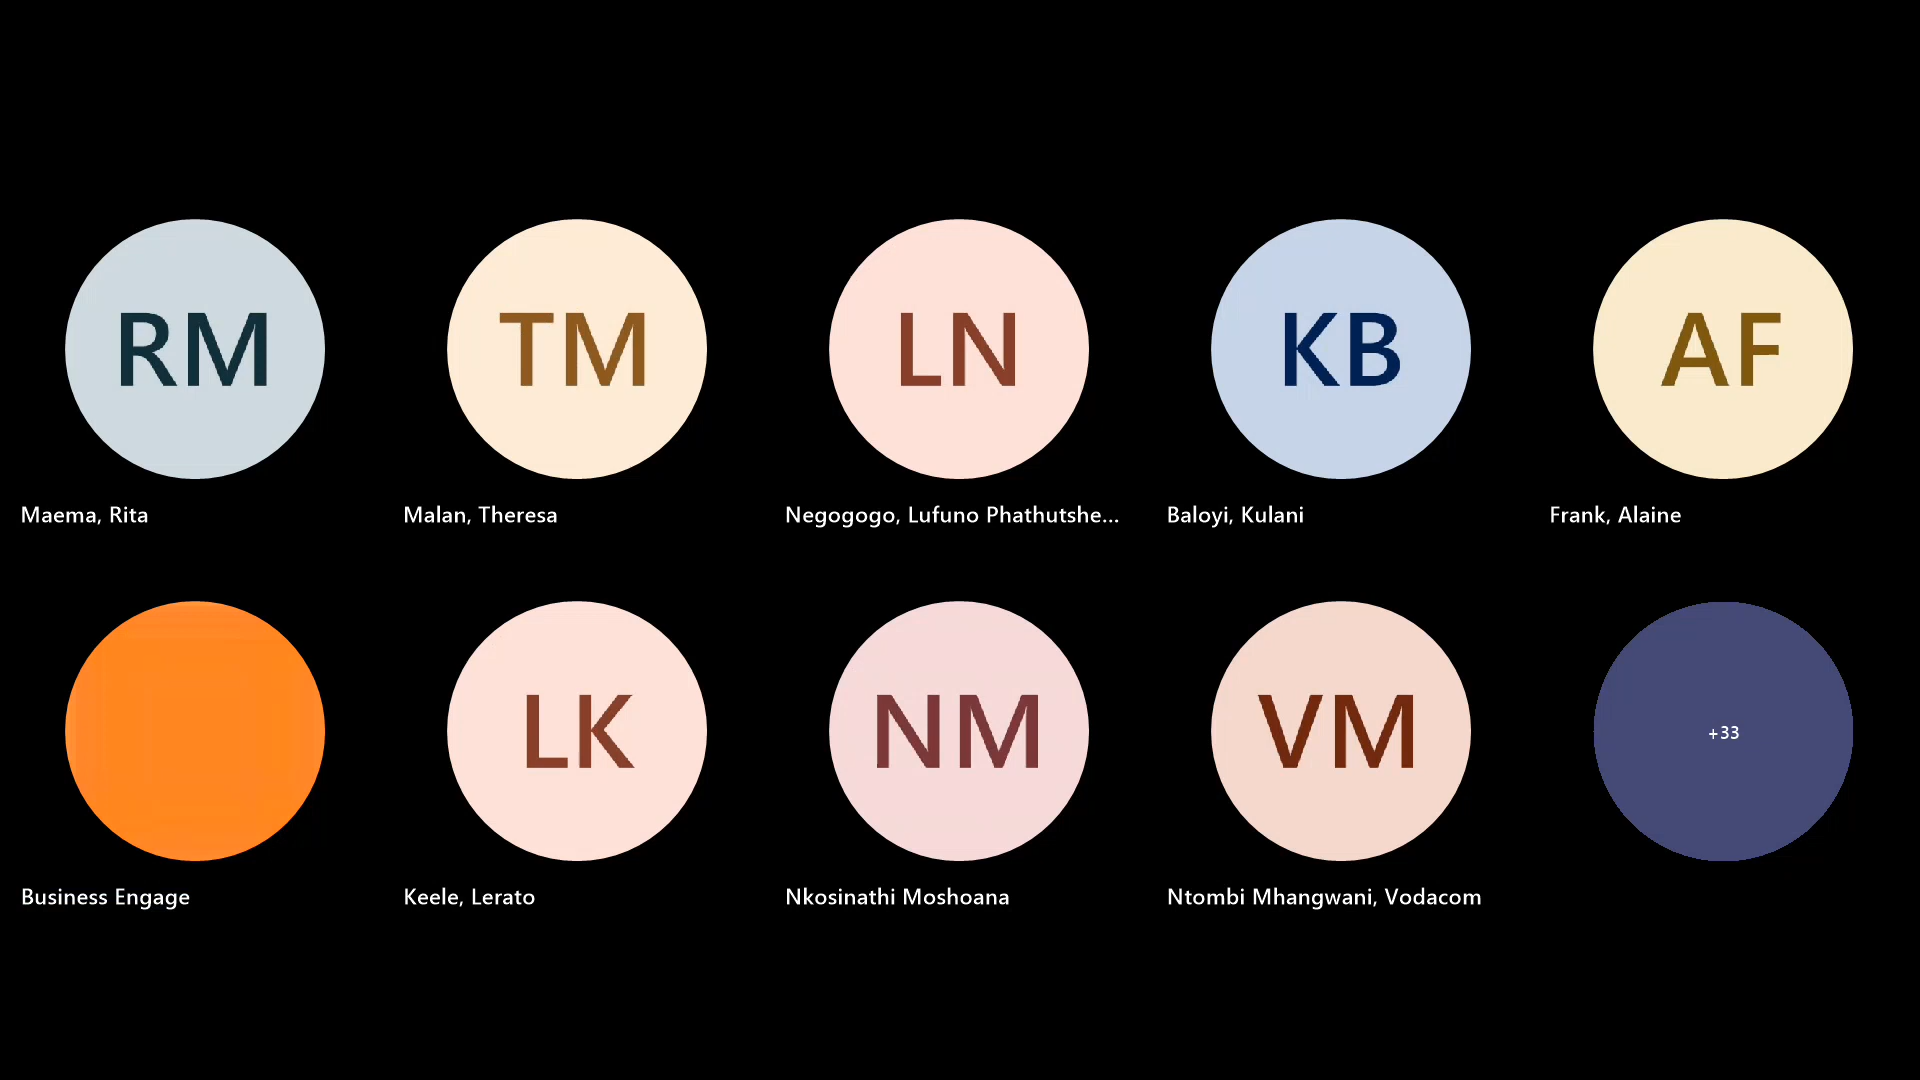 RM
TM
LN
KB
AF
Maema, Rita
Malan, Theresa
Negogogo, Lufuno Phathutshe...
Baloyi, Kulani
Frank, Alaine
LK
NM
VM
+33
Business Engage
Keele, Lerato
Nkosinathi Moshoana
Ntombi Mhangwani, Vodacom